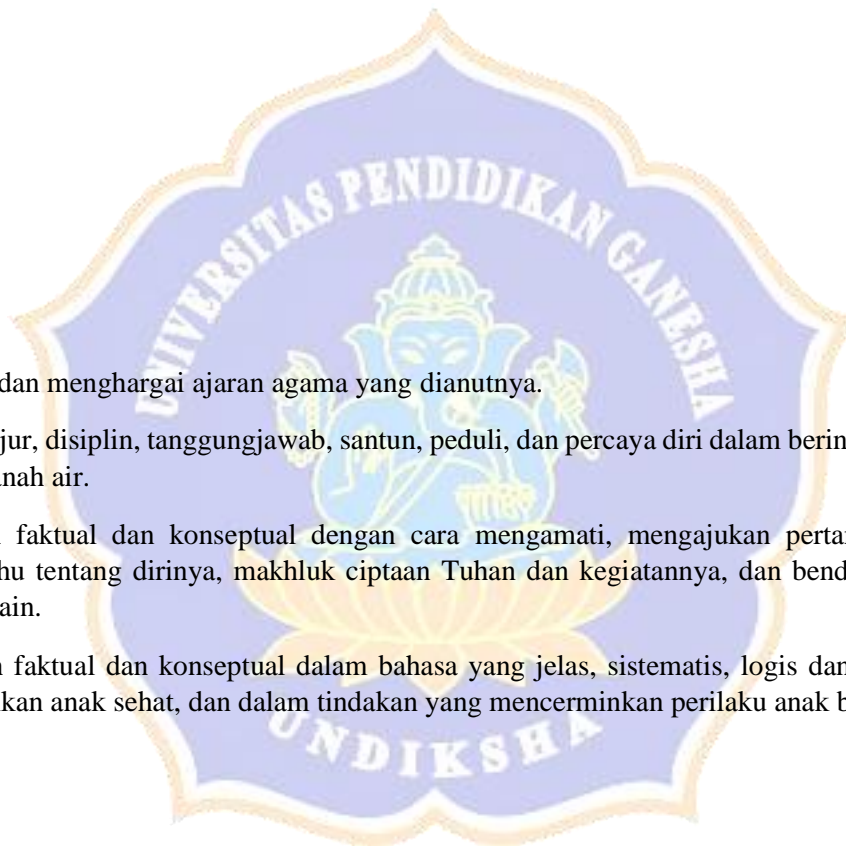 UNIVERSITAS PENDIDIKAN GANESHA
dan menghargai ajaran agama yang dianutnya.
jur, disiplin, tanggungjawab, santun, peduli, dan percaya diri dalam berin
nah air.
faktual dan konseptual dengan cara mengamati, mengajukan perta
hu tentang dirinya, makhluk ciptaan Tuhan dan kegiatannya, dan bend
ain.
faktual dan konseptual dalam bahasa yang jelas, sistematis, logis dan
kan anak sehat, dan dalam tindakan yang mencerminkan perilaku anak b
UNDIKSHA